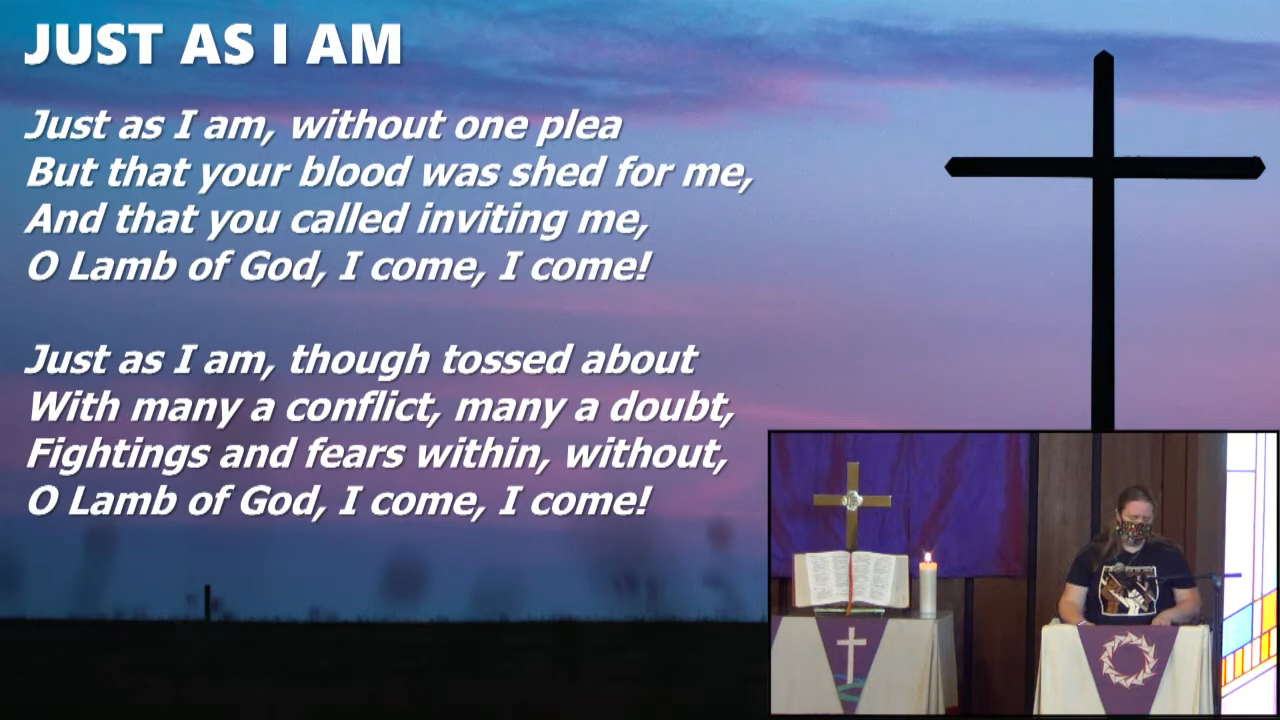 JUST AS I AM
Just as I am, without one plea
But that your blood was shed for me,
And that you called inviting me,
O Lamb of God, I come, I come!
Just as I am, though tossed about
With many a conflict, many a doubt,
Fightings and fears within, without,
O Lamb of God, I come, I come!